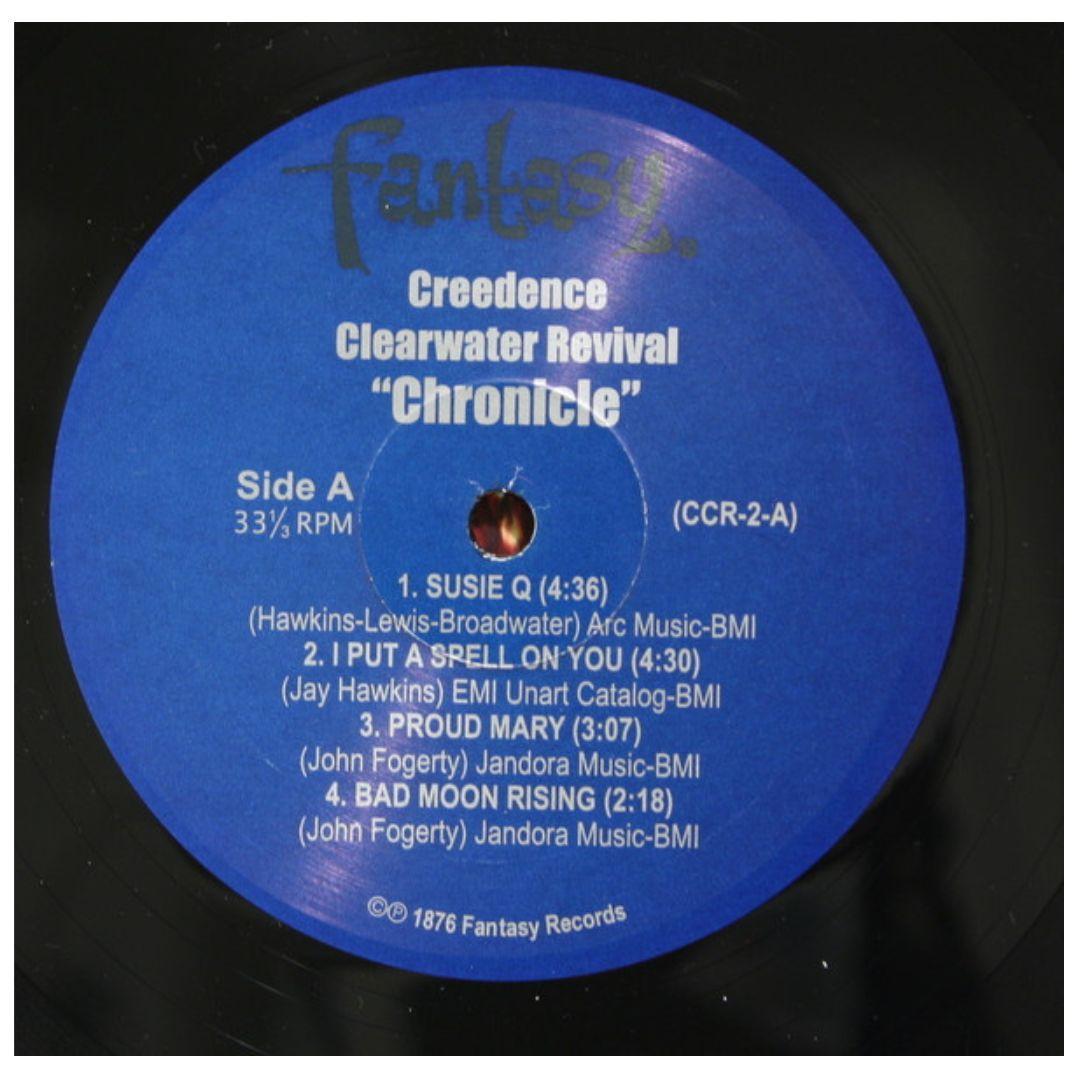 fantasy®
Creedence
Clearwater Revival
“Chronicle”
Side A
33⅓ RPM
(CCR-2-A)
1. SUSIE Q (4:36)
(Hawkins-Lewis-Broadwater) Arc Music-BMI
2. I PUT A SPELL ON YOU (4:30)
(Jay Hawkins) EMI Unart Catalog-BMI
3. PROUD MARY (3:07)
(John Fogerty) Jandora Music-BMI
4. BAD MOON RISING (2:18)
(John Fogerty) Jandora Music-BMI
©℗ 1876 Fantasy Records